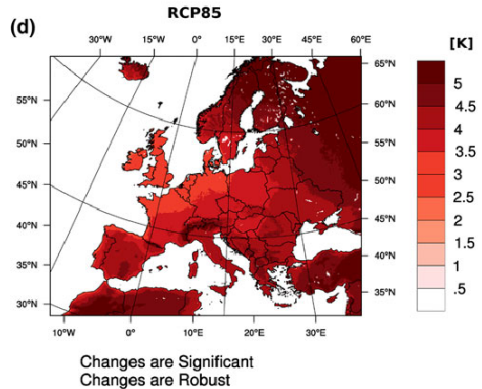 RCP85
(d)
30°W 15°W 0° 15°E 30°E 45°E 60°E
[K]
65°N
60°N
55°N
50°N
45°N
40°N
35°N
55°N
50°N
45°N
40°N
35°N
30°N
10°W 0° 10°E 20°E 30°E
5
4.5
4
3.5
3
2.5
2
1.5
1
.5
Changes are Significant
Changes are Robust